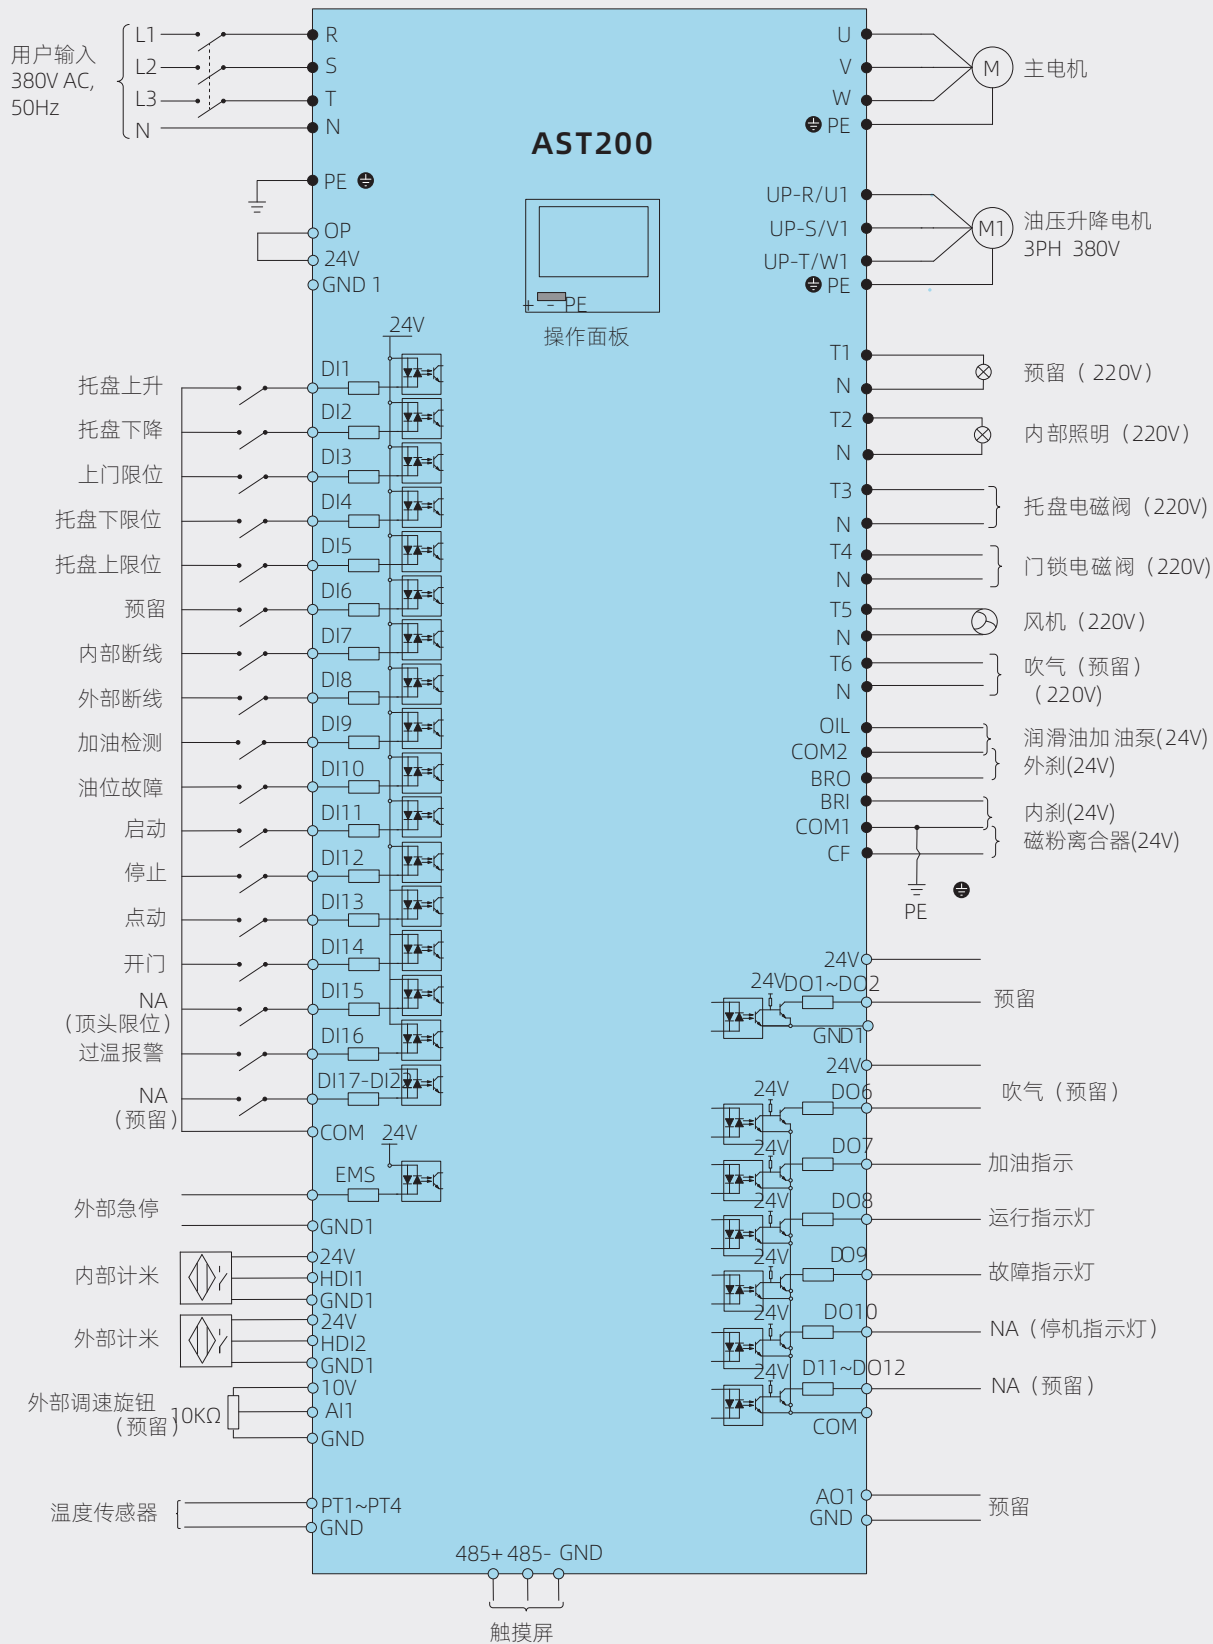 AST200
用户输入
380V AC,
50Hz
L1
L2
L3
N
R
S
T
N
PE
OP
24V
GND 1
24V
托盘上升
DI1
托盘下降
DI2
上门限位
DI3
托盘下限位
DI4
托盘上限位
DI5
预留
DI6
内部断线
DI7
外部断线
DI8
加油检测
DI9
油位故障
DI10
启动
DI11
停止
DI12
点动
DI13
开门
DI14
NA
(顶头限位)
DI15
过温报警
DI16
NA
(预留)
DI17-DI22
COM
24V
外部急停
EMS
GND1
内部计米
24V
HDI1
GND1
外部计米
24V
HDI2
GND1
外部调速旋钮
(预留)
10KΩ
10V
AI1
GND
温度传感器
PT1~PT4
GND
+ - PE
操作面板
U
V
W
PE
M
主电机
UP-R/U1
UP-S/V1
UP-T/W1
PE
M1
油压升降电机
3PH 380V
T1
N
预留 ( 220V)
T2
N
内部照明 (220V)
T3
N
托盘电磁阀 (220V)
T4
N
门锁电磁阀 (220V)
T5
N
风机 (220V)
T6
N
吹气 (预留)
( 220V)
OIL
COM2
BRO
润滑油加 油泵(24V)
外刹(24V)
BRI
COM1
CF
内刹(24V)
磁粉离合器(24V)
PE
24V
24V
DO1~DO2
GND1
预留
24V
24V
DO6
吹气 (预留)
24V
DO7
加油指示
24V
DO8
运行指示灯
24V
DO9
故障指示灯
24V
DO10
NA (停机指示灯)
24V
D11~DO12
NA (预留)
COM
AO1
GND
预留
485+ 485- GND
触摸屏